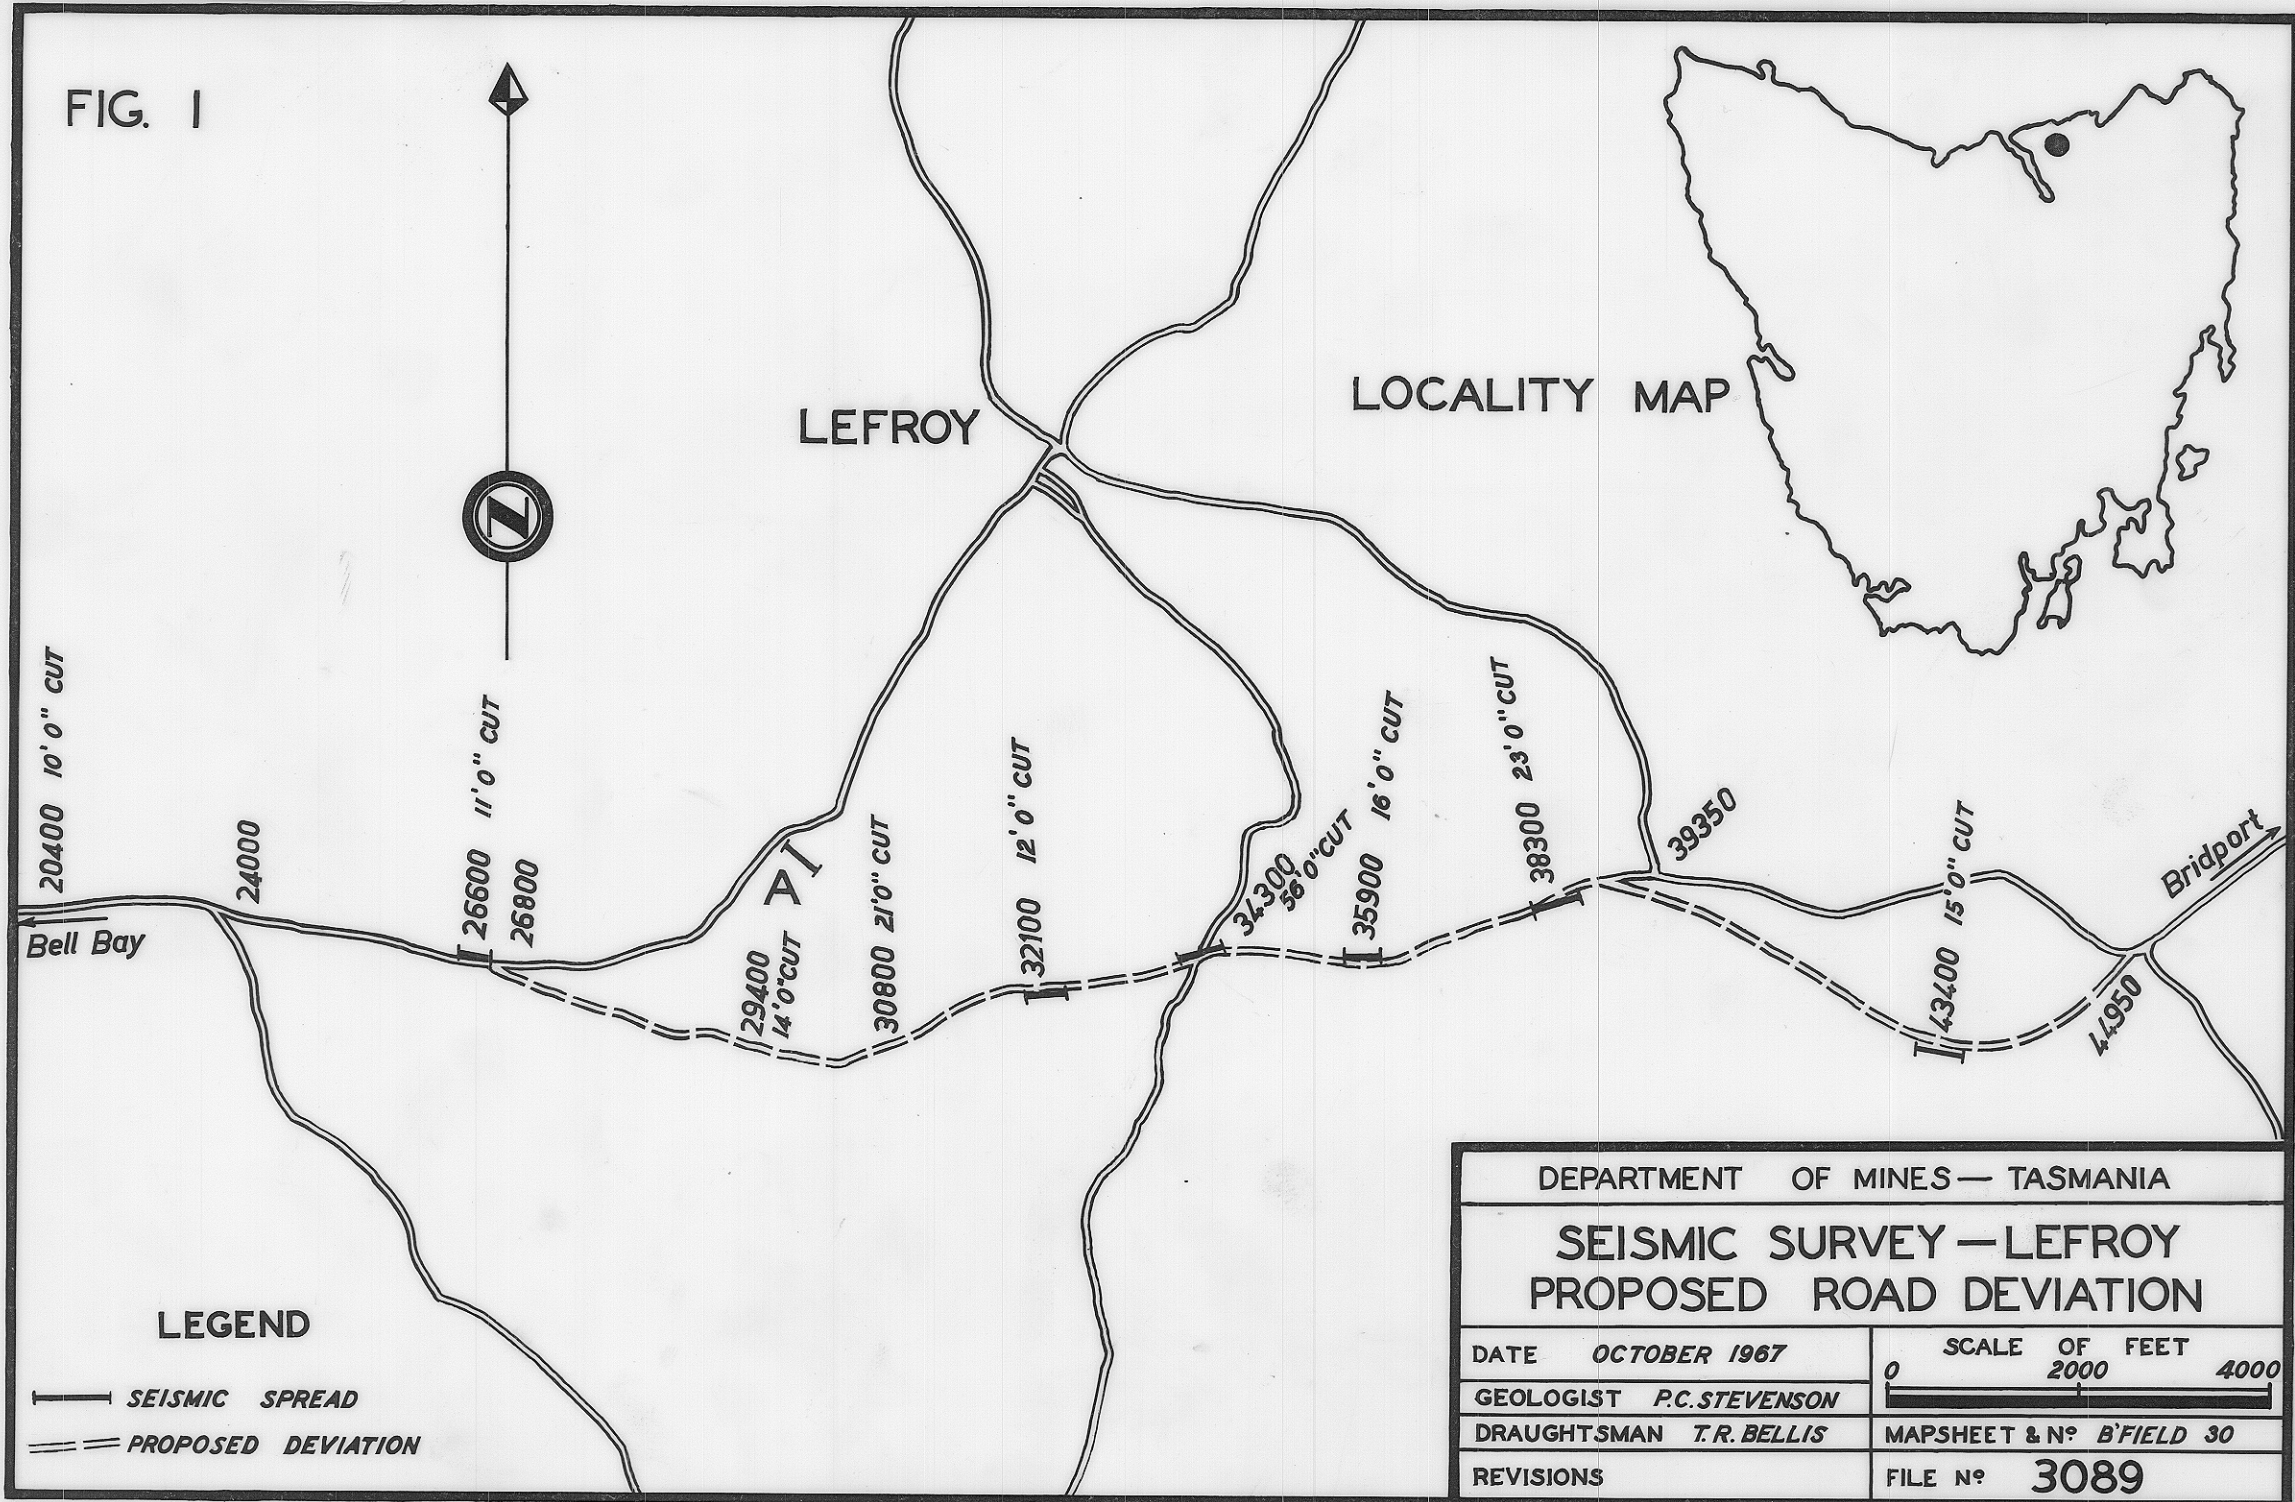 FIG. 1
N
LEFROY
LOCALITY MAP
20400 10' 0" CUT
24000
26600 11' 0" CUT
26800
A
29400
14' 0" CUT
30800 21' 0" CUT
32100 12' 0" CUT
34300
56' 0" CUT
35900 16' 0" CUT
38300 23' 0" CUT
39350
43400 15' 0" CUT
44950
Bell Bay
Bridport
LEGEND
SEISMIC SPREAD
PROPOSED DEVIATION
DEPARTMENT OF MINES — TASMANIA
SEISMIC SURVEY — LEFROY
PROPOSED ROAD DEVIATION
DATE OCTOBER 1967
GEOLOGIST P.C. STEVENSON
DRAUGHTSMAN T.R. BELLIS
REVISIONS
SCALE OF FEET
0 2000 4000
MAPSHEET & Nº B'FIELD 30
FILE Nº 3089